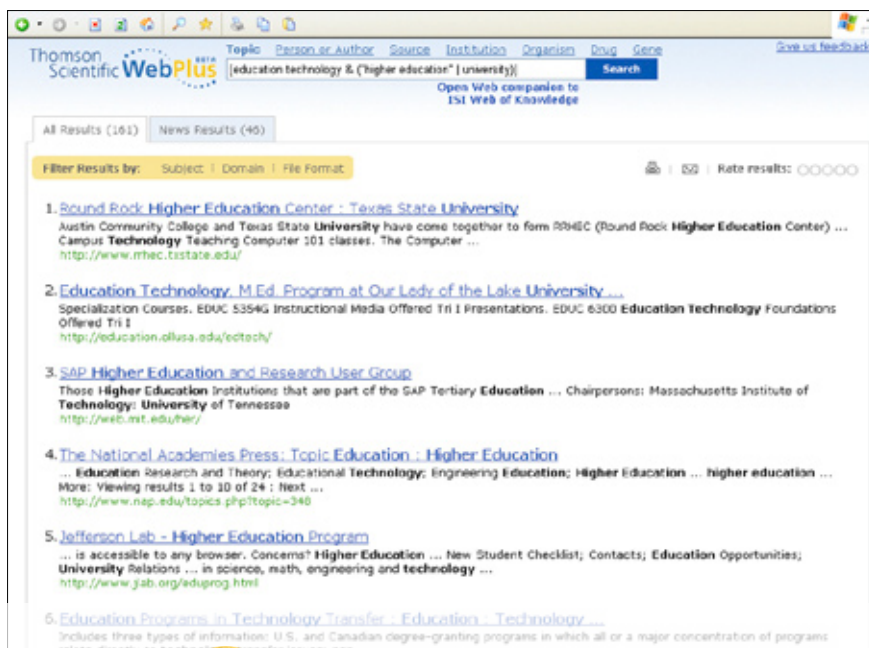 Thomson
Scientific WebPlus BETA
Topic Person or Author Source Institution Organism Drug Gene
Give us feedback
(education technology & ("higher education" | university)) Search
Open Web companion to
ISI Web of Knowledge
All Results (161) News Results (46)
Filter Results by: Subject | Domain | File Format
Rate results:
1. Round Rock Higher Education Center : Texas State University
Austin Community College and Texas State University have come together to form RRHEC (Round Rock Higher Education Center) ...
Campus Technology Teaching Computer 101 classes. The Computer ...
http://www.rrhec.txstate.edu/
2. Education Technology, M.Ed. Program at Our Lady of the Lake University ...
Specialization Courses. EDUC 5354G Instructional Media Offered Tri I Presentations. EDUC 6300 Education Technology Foundations
Offered Tri I
http://education.ollusa.edu/edtech/
3. SAP Higher Education and Research User Group
Those Higher Education Institutions that are part of the SAP Tertiary Education ... Chairpersons: Massachusetts Institute of
Technology: University of Tennessee
http://web.mit.edu/her/
4. The National Academies Press: Topic Education : Higher Education
... Education Research and Theory; Educational Technology; Engineering Education; Higher Education ... higher education ...
More: Viewing results 1 to 10 of 24 : Next ...
http://www.nap.edu/topics.php?topic=348
5. Jefferson Lab - Higher Education Program
... is accessible to any browser. Concerns? Higher Education ... New Student Checklist; Contacts; Education Opportunities;
University Relations ... in science, math, engineering and technology ...
http://www.jlab.org/eduprog.html
6. Education Programs in Technology Transfer : Education : Technology ...
Includes three types of information: U.S. and Canadian degree-granting programs in which all or a major concentration of programs